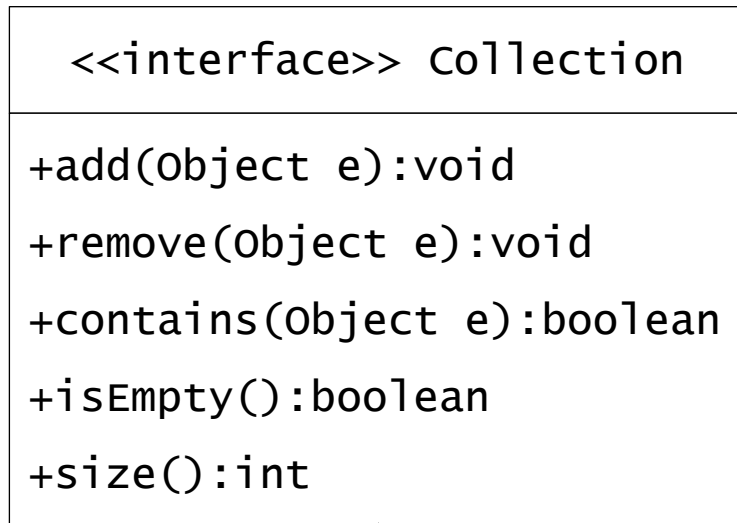 <<interface>> Collection
+add(Object e):void
+remove(Object e):void
+contains(Object e):boolean
+isEmpty():boolean
+size():int